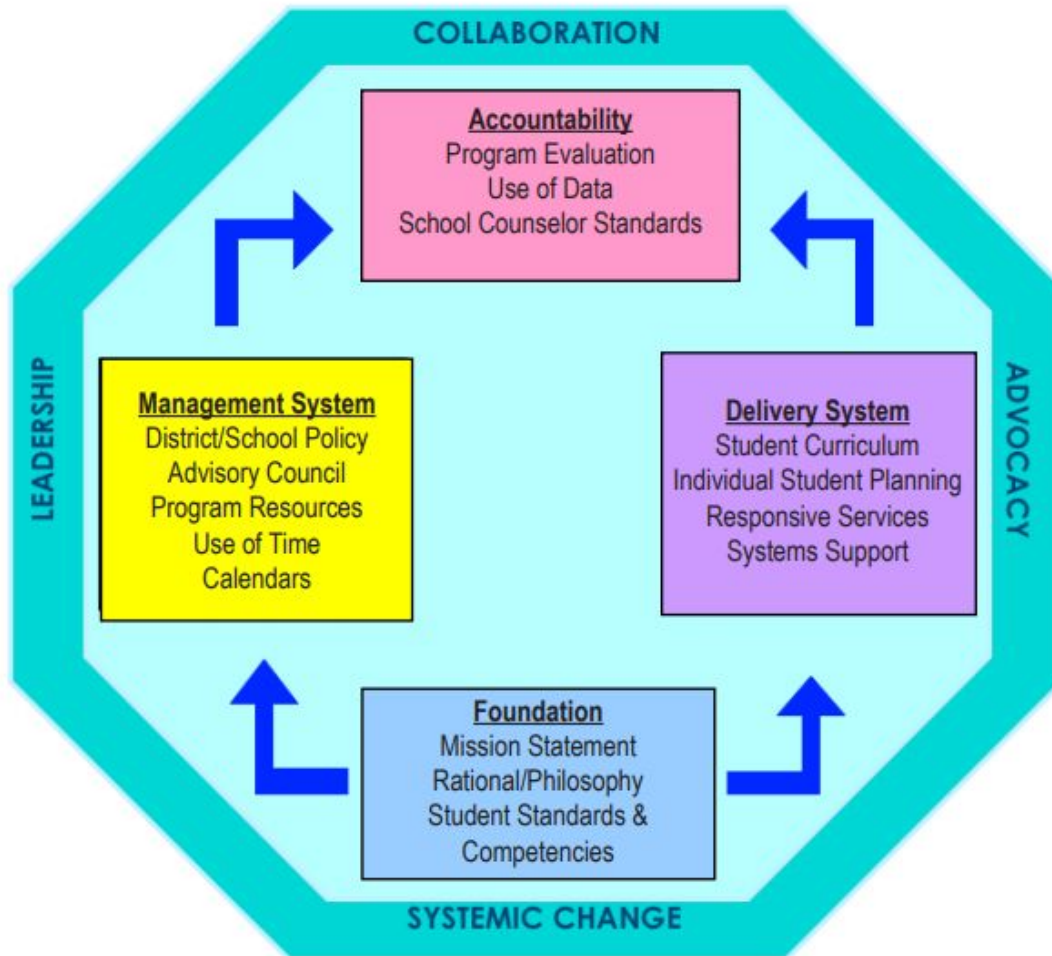 COLLABORATION
Accountability
Program Evaluation
Use of Data
School Counselor Standards
LEADERSHIP
Management System
District/School Policy
Advisory Council
Program Resources
Use of Time
Calendars
Delivery System
Student Curriculum
Individual Student Planning
Responsive Services
Systems Support
ADVOCACY
Foundation
Mission Statement
Rational/Philosophy
Student Standards &
Competencies
SYSTEMIC CHANGE